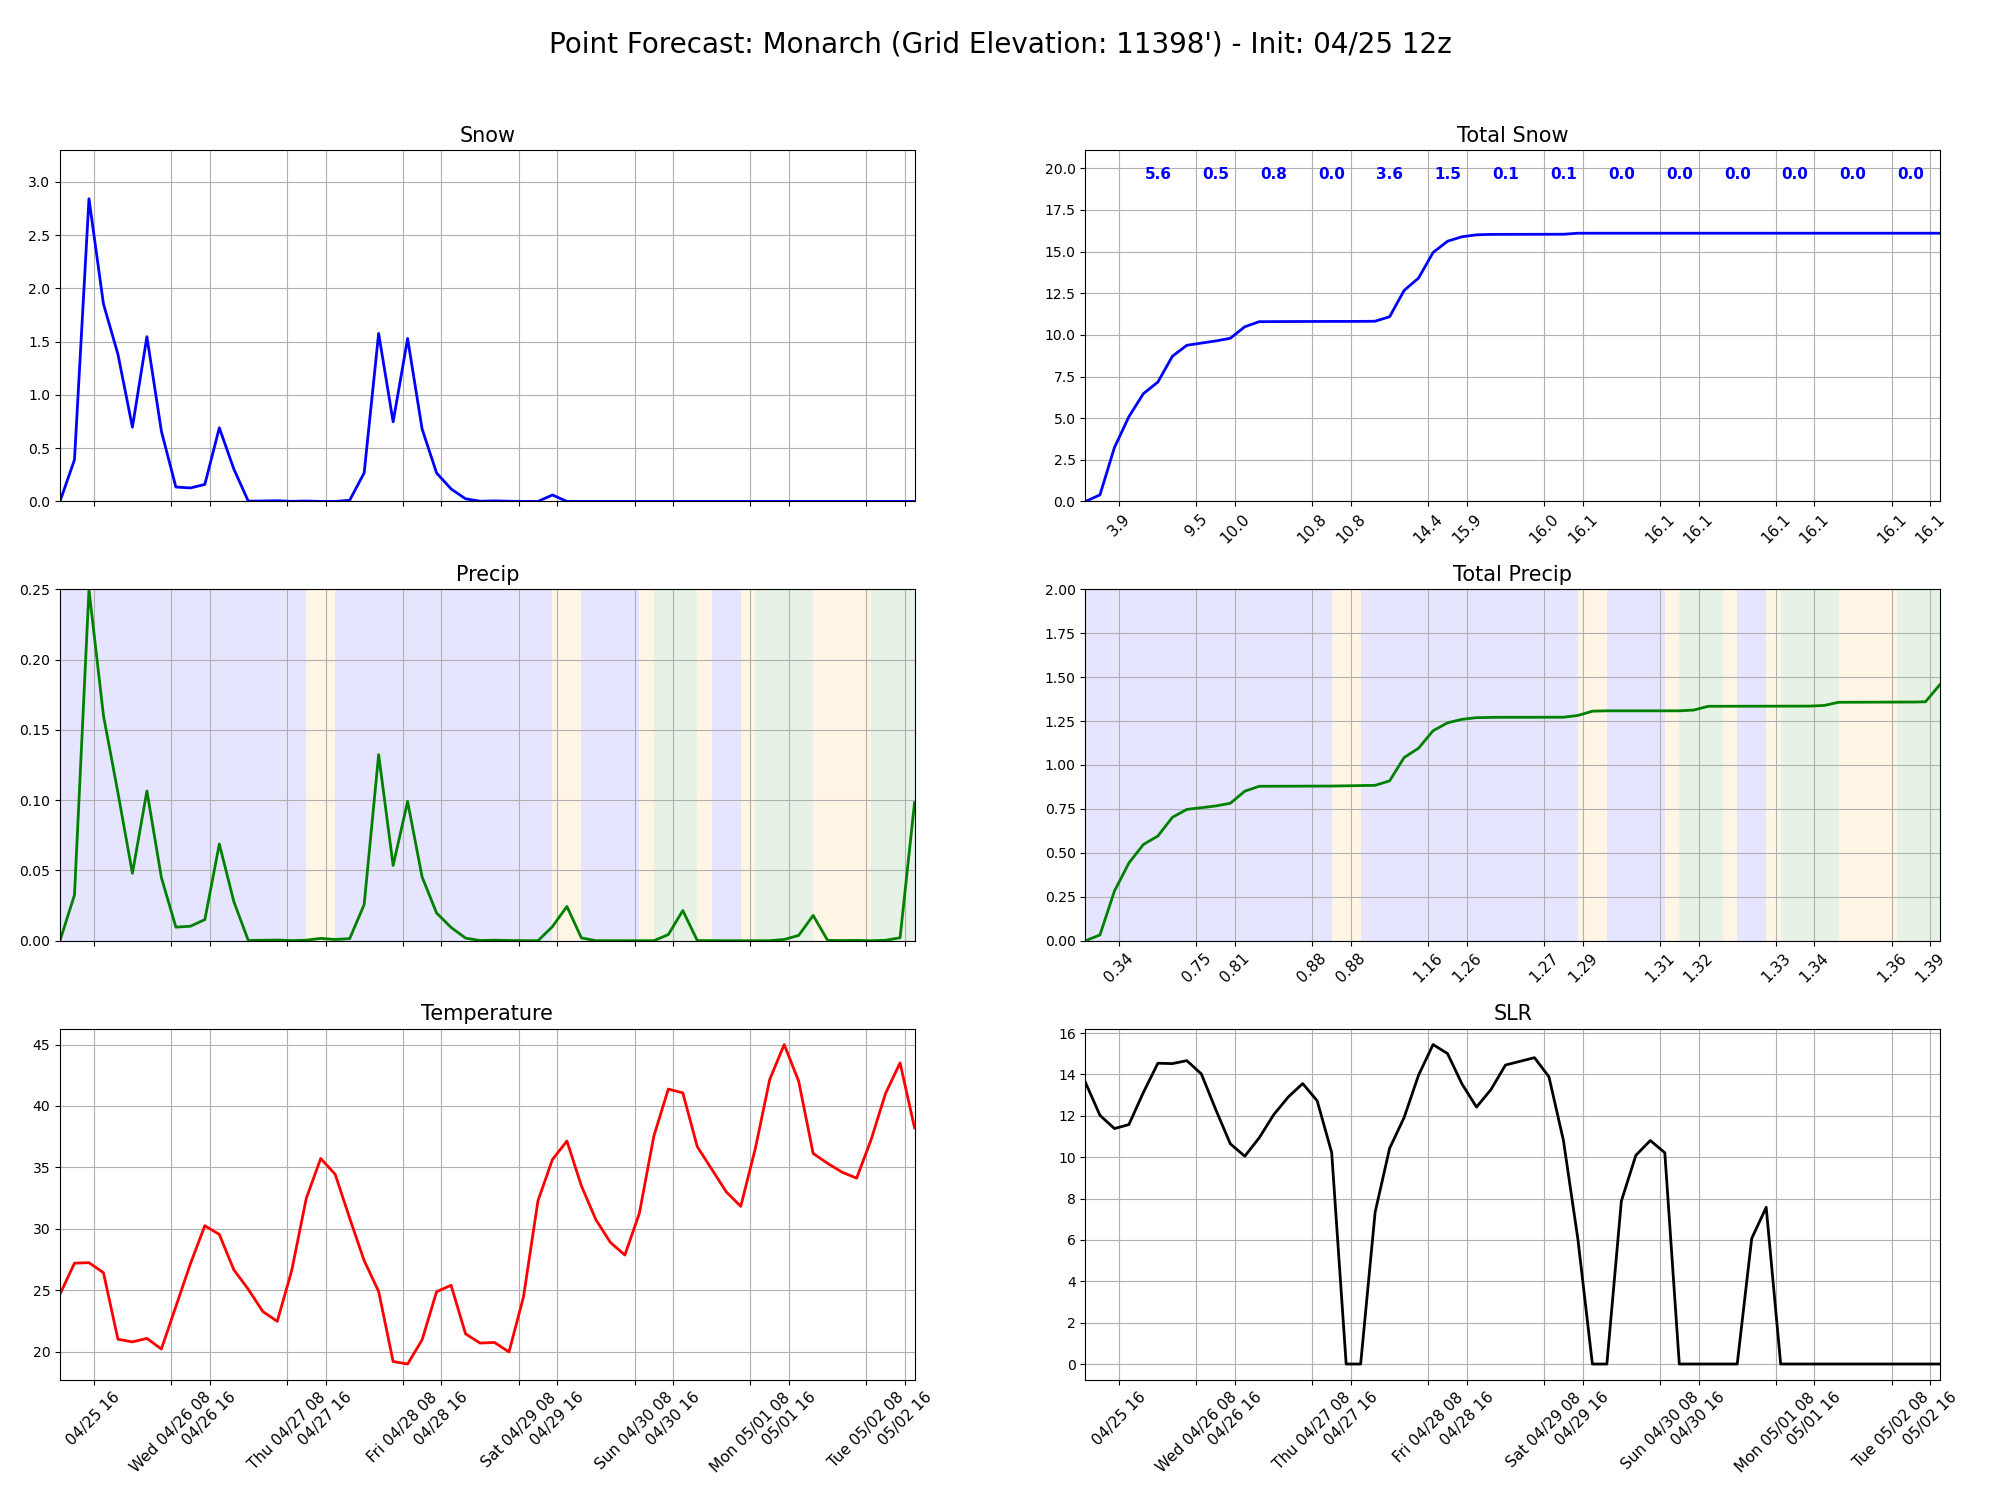 Point Forecast: Monarch (Grid Elevation: 11398') - Init: 04/25 12z
Snow
3.0
2.5
2.0
1.5
1.0
0.5
0.0
Total Snow
20.0
17.5
15.0
12.5
10.0
7.5
5.0
2.5
0.0
5.6 0.5 0.8 0.0 3.6 1.5 0.1 0.1 0.0 0.0 0.0 0.0 0.0 0.0
3.9 9.5 10.0 10.8 10.8 14.4 15.9 16.0 16.1 16.1 16.1 16.1 16.1 16.1 16.1
Precip
0.25
0.20
0.15
0.10
0.05
0.00
Total Precip
2.00
1.75
1.50
1.25
1.00
0.75
0.50
0.25
0.00
0.34 0.75 0.81 0.88 0.88 1.16 1.26 1.27 1.29 1.31 1.32 1.33 1.34 1.36 1.39
Temperature
45
40
35
30
25
20
04/25 16
Wed 04/26 08
04/26 16
Thu 04/27 08
04/27 16
Fri 04/28 08
04/28 16
Sat 04/29 08
04/29 16
Sun 04/30 08
04/30 16
Mon 05/01 08
05/01 16
Tue 05/02 08
05/02 16
SLR
16
14
12
10
8
6
4
2
0
04/25 16
Wed 04/26 08
04/26 16
Thu 04/27 08
04/27 16
Fri 04/28 08
04/28 16
Sat 04/29 08
04/29 16
Sun 04/30 08
04/30 16
Mon 05/01 08
05/01 16
Tue 05/02 08
05/02 16